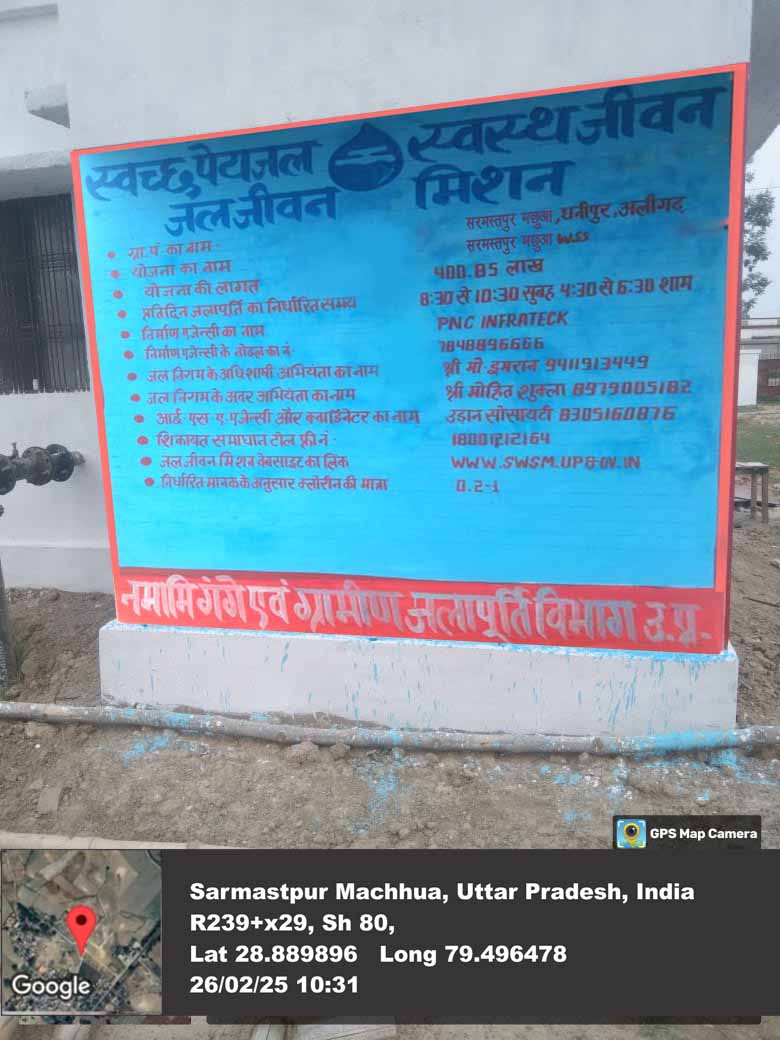 स्वच्छ पेयजल स्वस्थ जीवन
जल जीवन मिशन
• ग्रा.पं. का नाम - सरमस्तपुर मछुआ, धनीपुर, अलीगढ़
• योजना का नाम सरमस्तपुर मछुआ WSS
• योजना की लागत 400.85 लाख
• प्रतिदिन जलापूर्ति का निर्धारित समय 8:30 से 10:30 सुबह 4:30 से 6:30 शाम
• निर्माण एजेन्सी का नाम PNC INFRATECK
• निर्माण एजेन्सी के नोडल का नं. 7848896666
• जल निगम के अधिशाषी अभियंता का नाम श्री मो इमरान 9411913449
• जल निगम के अवर अभियंता का नाम श्री मोहित शुक्ला 8979005182
• आई. एस. ए. एजेन्सी और क्वार्डिनेटर का नाम उड़ान सोसायटी 8305160876
• शिकायत समाधान टोल फ्री नं. 18001212164
• जल जीवन मिशन वेबसाइट का लिंक WWW.SWSM.UPGOV.IN
• निर्धारित मात्रक के अनुसार क्लोरीन की मात्रा 0.2-1
नमामि गंगे एवं ग्रामीण जलापूर्ति विभाग उ.प्र.
GPS Map Camera
Sarmastpur Machhua, Uttar Pradesh, India
R239+x29, Sh 80,
Lat 28.889896 Long 79.496478
26/02/25 10:31
Google